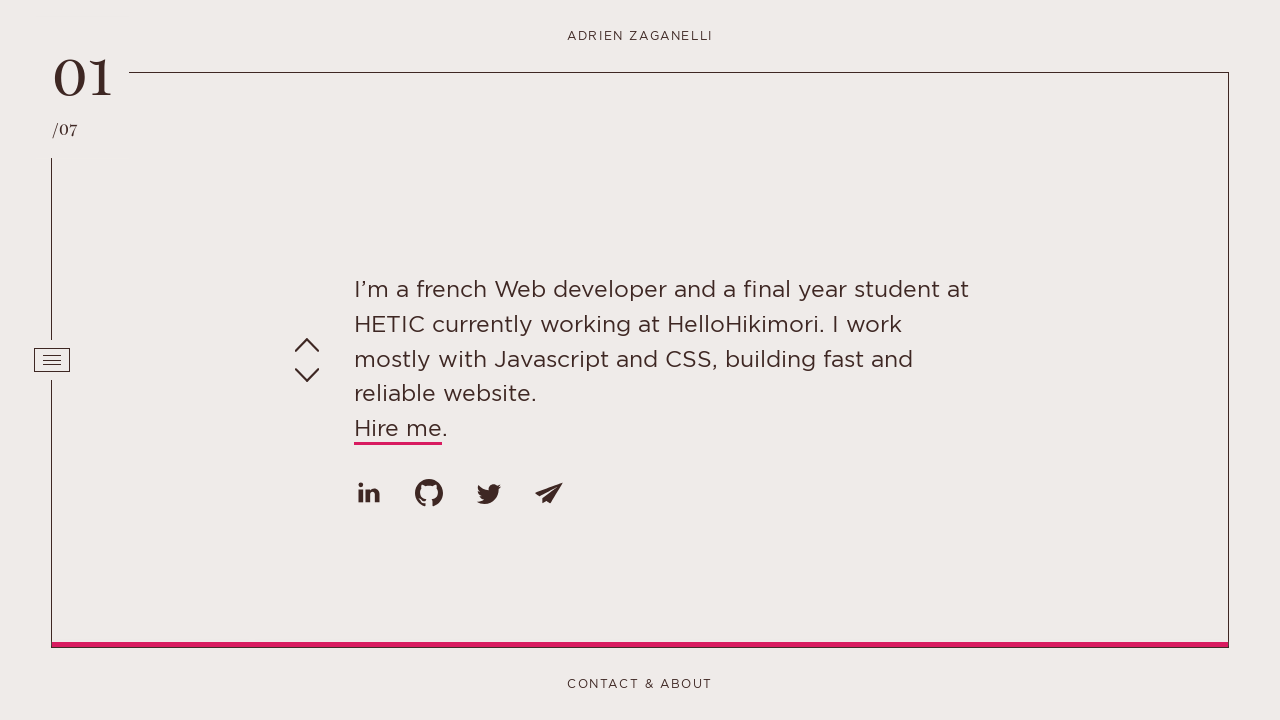 ADRIEN ZAGANELLI
01
/07
I’m a french Web developer and a final year student at
HETIC currently working at HelloHikimori. I work
mostly with Javascript and CSS, building fast and
reliable website.
Hire me.
CONTACT & ABOUT